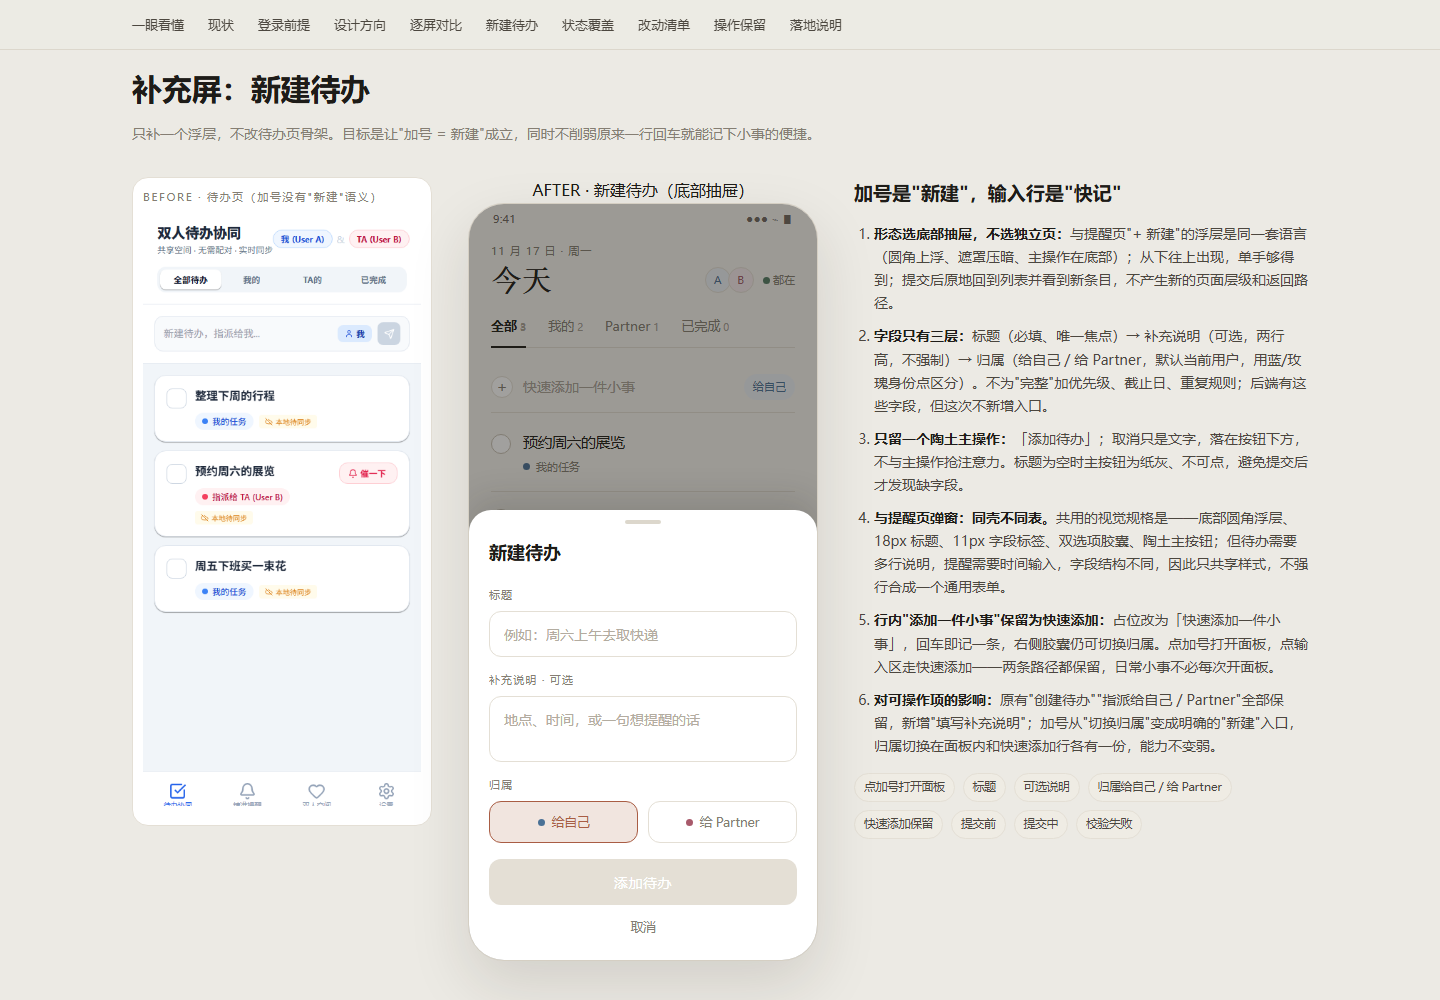 一眼看懂 现状 登录前提 设计方向 逐屏对比 新建待办 状态覆盖 改动清单 操作保留 落地说明
补充屏：新建待办
只补一个浮层，不改待办页骨架。目标是让"加号 = 新建"成立，同时不削弱原来一行回车就能记下小事的便捷。
BEFORE · 待办页（加号没有"新建"语义）
双人待办协同
共享空间 · 无需配对 · 实时同步
我 (User A) & TA (User B)
全部待办 我的 TA的 已完成
新建待办，指派给我...
我
整理下周的行程
我的任务 本地待同步
预约周六的展览
催一下
指派给 TA (User B)
本地待同步
周五下班买一束花
我的任务 本地待同步
AFTER · 新建待办（底部抽屉）
9:41
11 月 17 日 · 周一
今天
A B 都在
全部 3 我的 2 Partner 1 已完成 0
+ 快速添加一件小事 给自己
预约周六的展览
我的任务
新建待办
标题
例如：周六上午去取快递
补充说明 · 可选
地点、时间，或一句想提醒的话
归属
给自己 给 Partner
添加待办
取消
加号是"新建"，输入行是"快记"
1. 形态选底部抽屉，不选独立页：与提醒页"+ 新建"的浮层是同一套语言
（圆角上浮、遮罩压暗、主操作在底部）；从下往上出现，单手够得
到；提交后原地回到列表并看到新条目，不产生新的页面层级和返回路
径。
2. 字段只有三层：标题（必填、唯一焦点）→ 补充说明（可选，两行
高，不强制）→ 归属（给自己 / 给 Partner，默认当前用户，用蓝/玫
瑰身份点区分）。不为"完整"加优先级、截止日、重复规则；后端有这
些字段，但这次不新增入口。
3. 只留一个陶土主操作：「添加待办」；取消只是文字，落在按钮下方，
不与主操作抢注意力。标题为空时主按钮为纸灰、不可点，避免提交后
才发现缺字段。
4. 与提醒页弹窗：同壳不同表。共用的视觉规格是——底部圆角浮层、
18px 标题、11px 字段标签、双选项胶囊、陶土主按钮；但待办需要
多行说明，提醒需要时间输入，字段结构不同，因此只共享样式，不强
行合成一个通用表单。
5. 行内"添加一件小事"保留为快速添加：占位改为「快速添加一件小
事」，回车即记一条，右侧胶囊仍可切换归属。点加号打开面板，点输
入区走快速添加——两条路径都保留，日常小事不必每次开面板。
6. 对可操作项的影响：原有"创建待办""指派给自己 / Partner"全部保
留，新增"填写补充说明"；加号从"切换归属"变成明确的"新建"入口，
归属切换在面板内和快速添加行各有一份，能力不变弱。
点加号打开面板 标题 可选说明 归属给自己 / 给 Partner
快速添加保留 提交前 提交中 校验失败